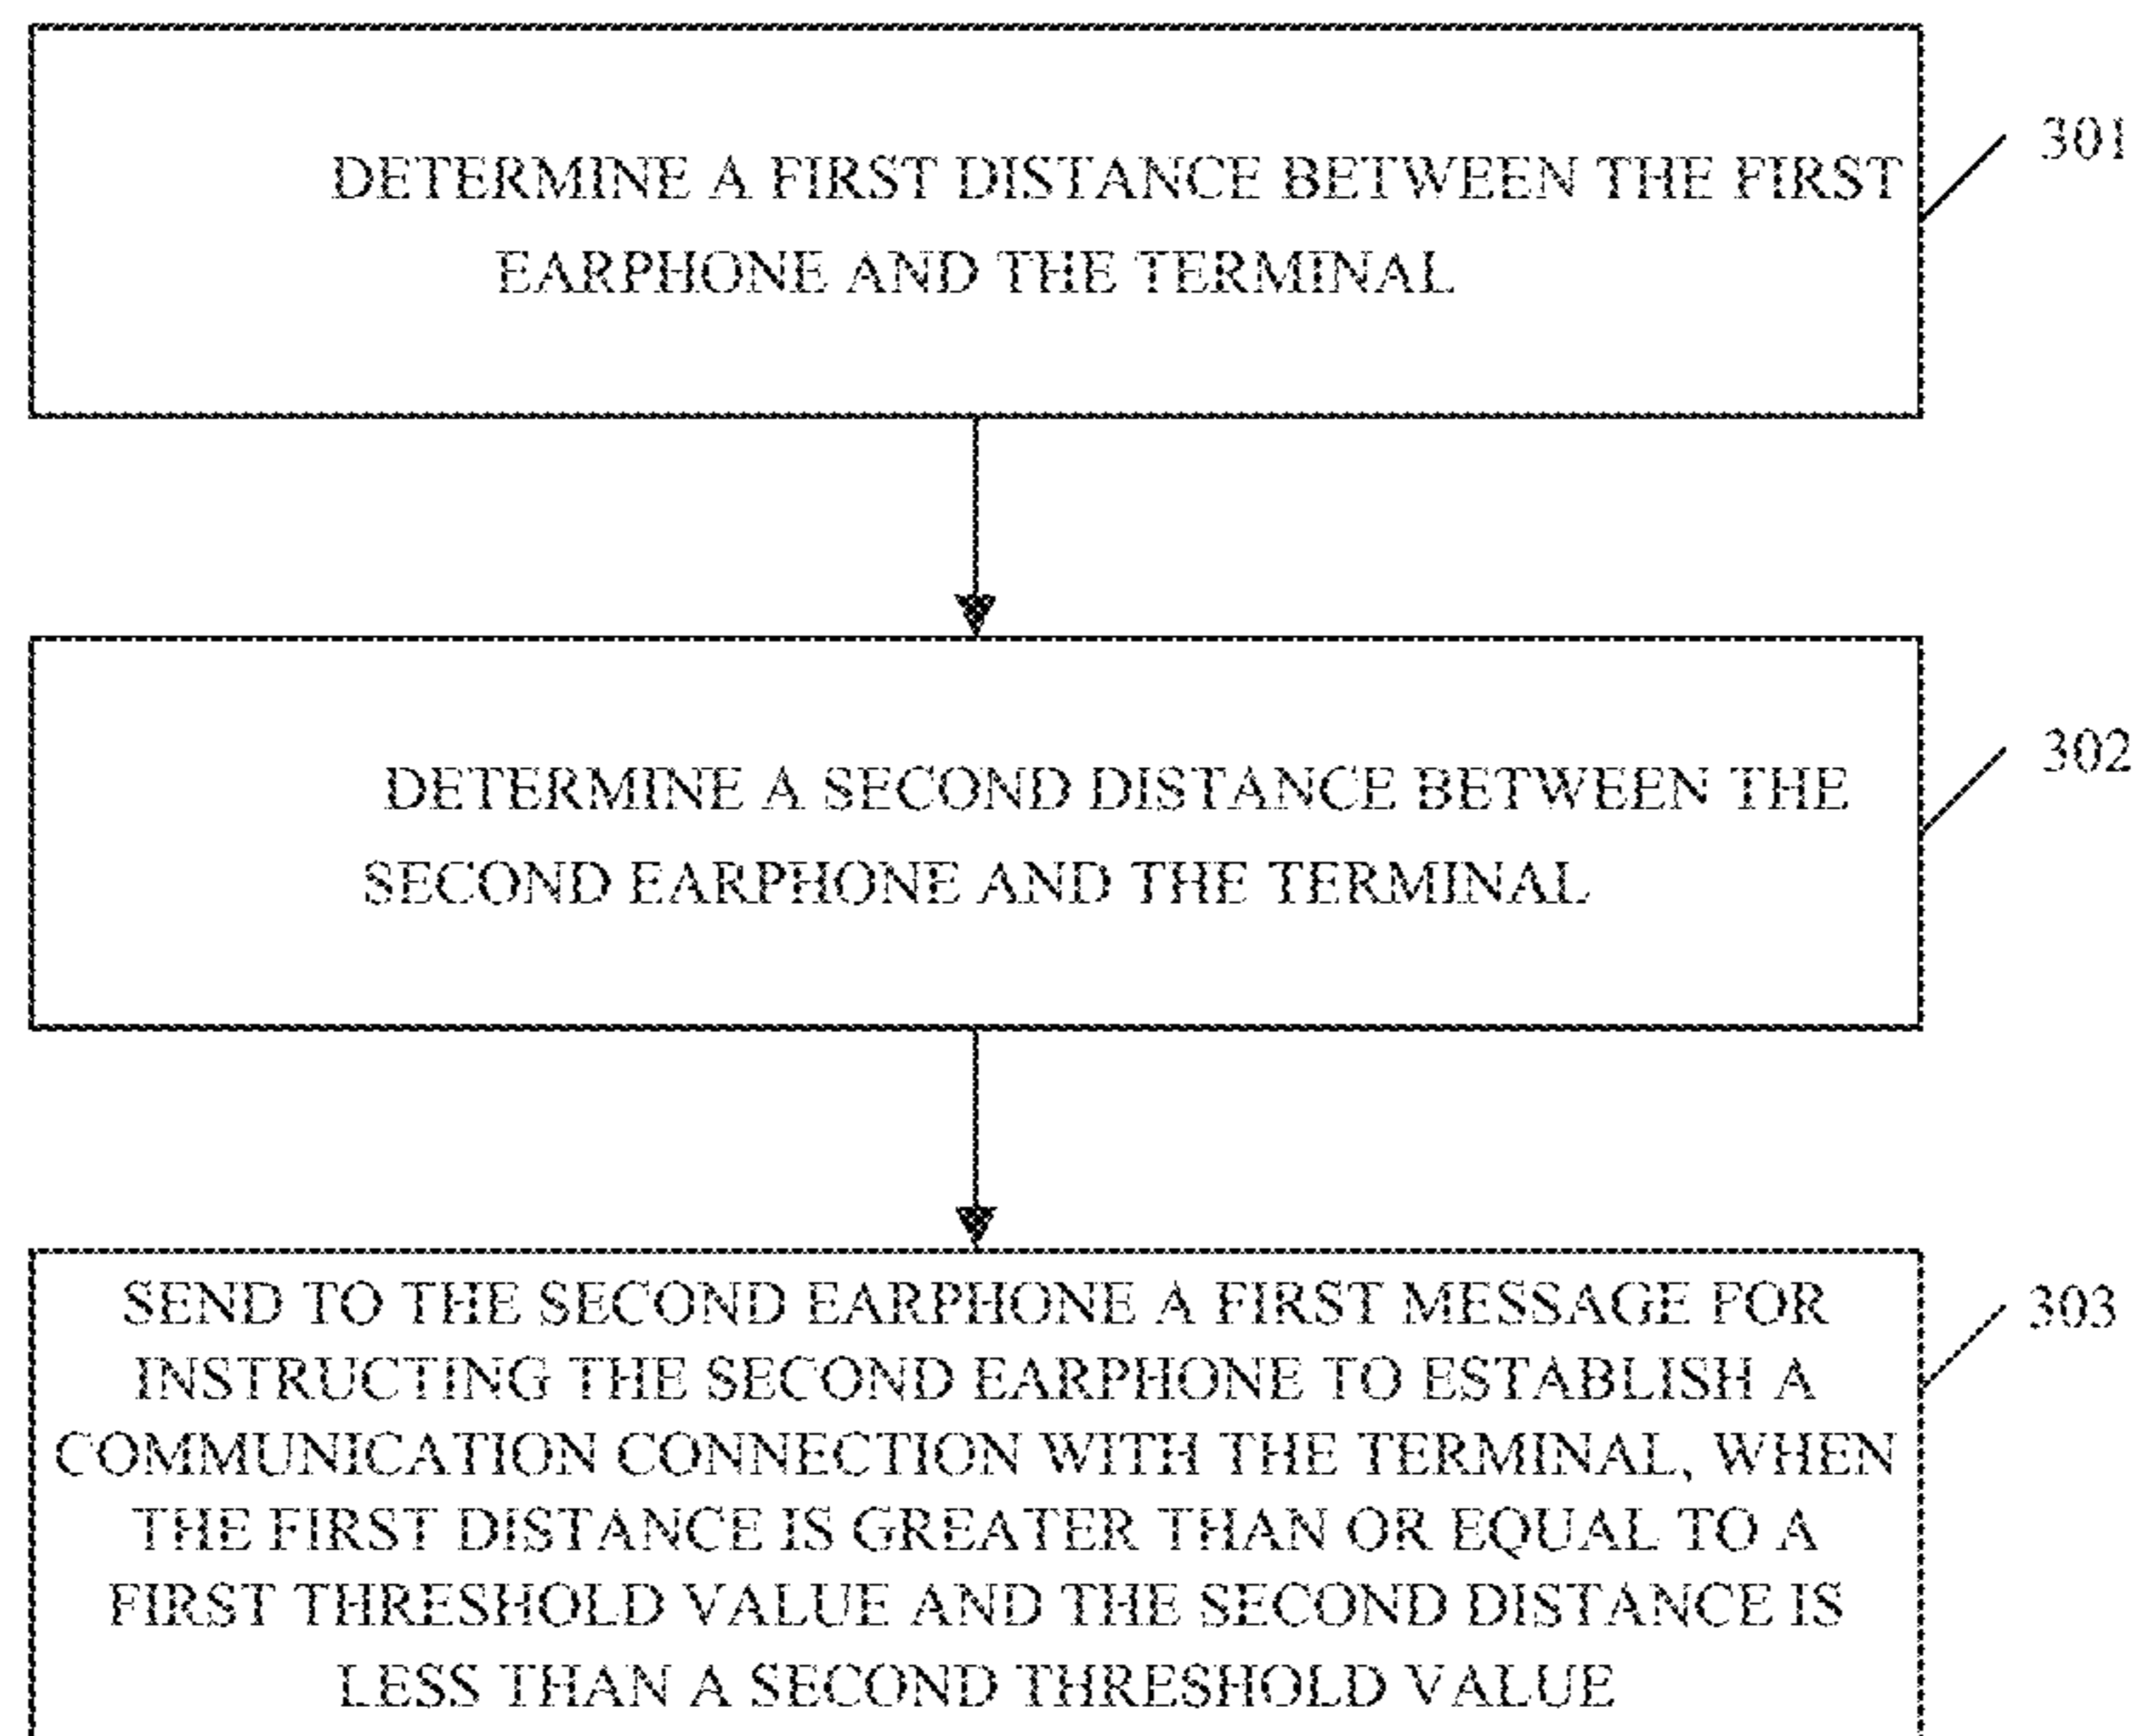 DETERMINE A FIRST DISTANCE BETWEEN THE FIRST
EARPHONE AND THE TERMINAL
301
DETERMINE A SECOND DISTANCE BETWEEN THE
SECOND EARPHONE AND THE TERMINAL
302
SEND TO THE SECOND EARPHONE A FIRST MESSAGE FOR
INSTRUCTING THE SECOND EARPHONE TO ESTABLISH A
COMMUNICATION CONNECTION WITH THE TERMINAL, WHEN
THE FIRST DISTANCE IS GREATER THAN OR EQUAL TO A
FIRST THRESHOLD VALUE AND THE SECOND DISTANCE IS
LESS THAN A SECOND THRESHOLD VALUE
303